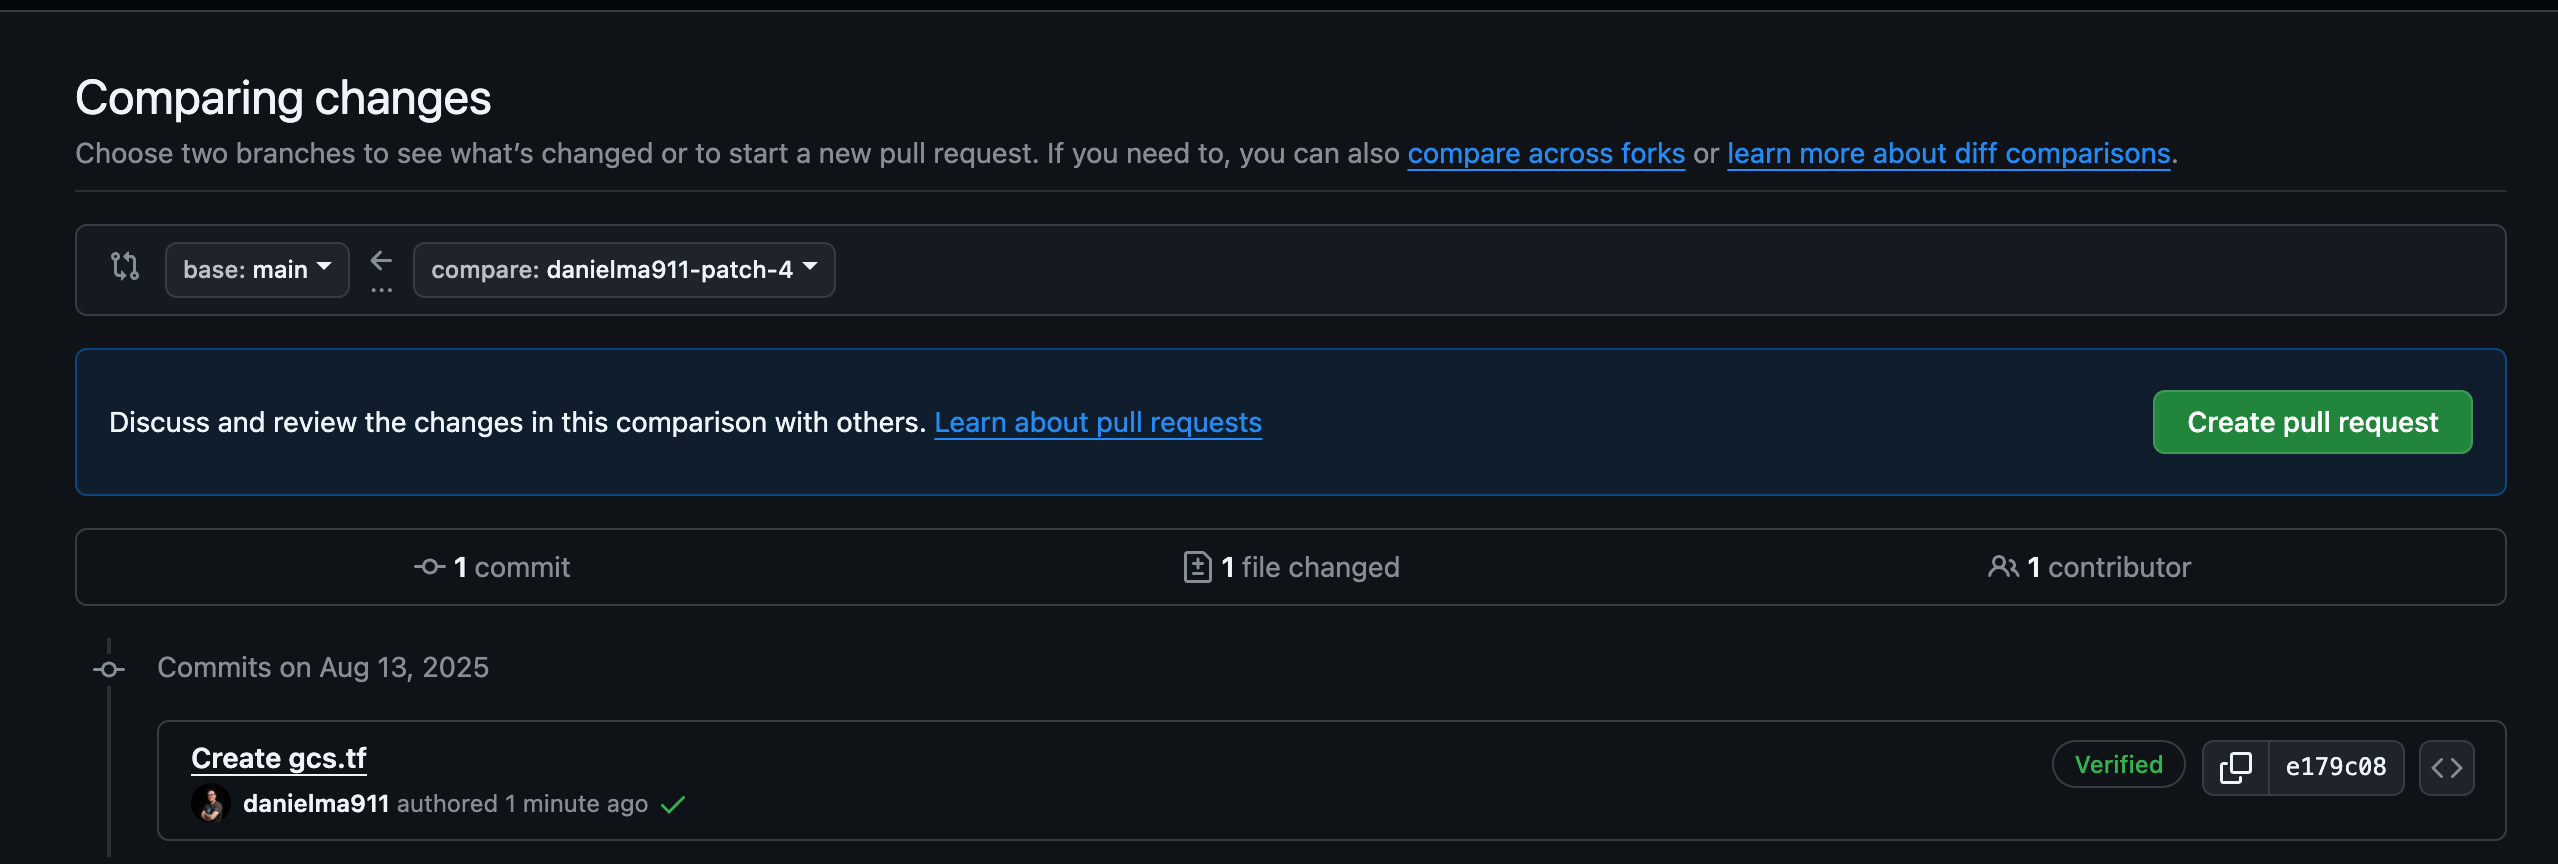 Comparing changes
Choose two branches to see what’s changed or to start a new pull request. If you need to, you can also compare across forks or learn more about diff comparisons.
base: main
...
compare: danielma911-patch-4
Discuss and review the changes in this comparison with others. Learn about pull requests
Create pull request
1 commit
1 file changed
1 contributor
Commits on Aug 13, 2025
Create gcs.tf
Verified
e179c08
danielma911 authored 1 minute ago